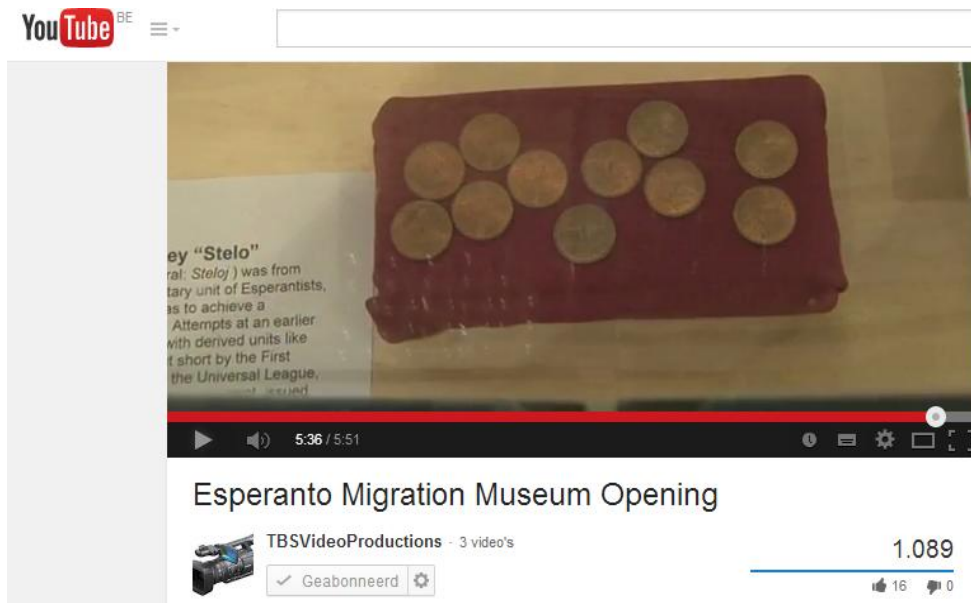 YouTube BE
ey “Stelo”
ral: Steloj ) was from
tary unit of Esperantists,
as to achieve a
Attempts at an earlier
with derived units like
t short by the First
the Universal League,
issued
5:36 / 5:51
Esperanto Migration Museum Opening
TBSVideoProductions · 3 video's
Geabonneerd
1.089
16 0